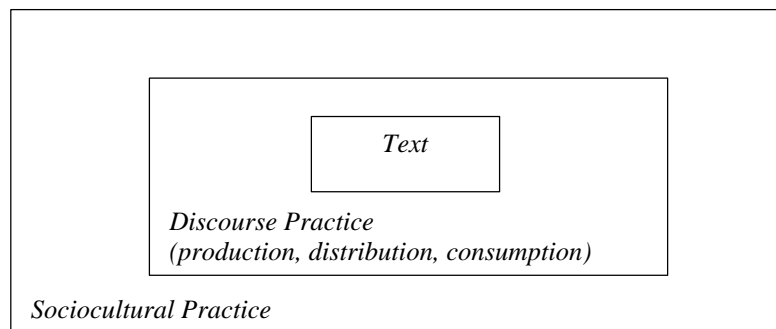 Text
Discourse Practice
(production, distribution, consumption)
Sociocultural Practice